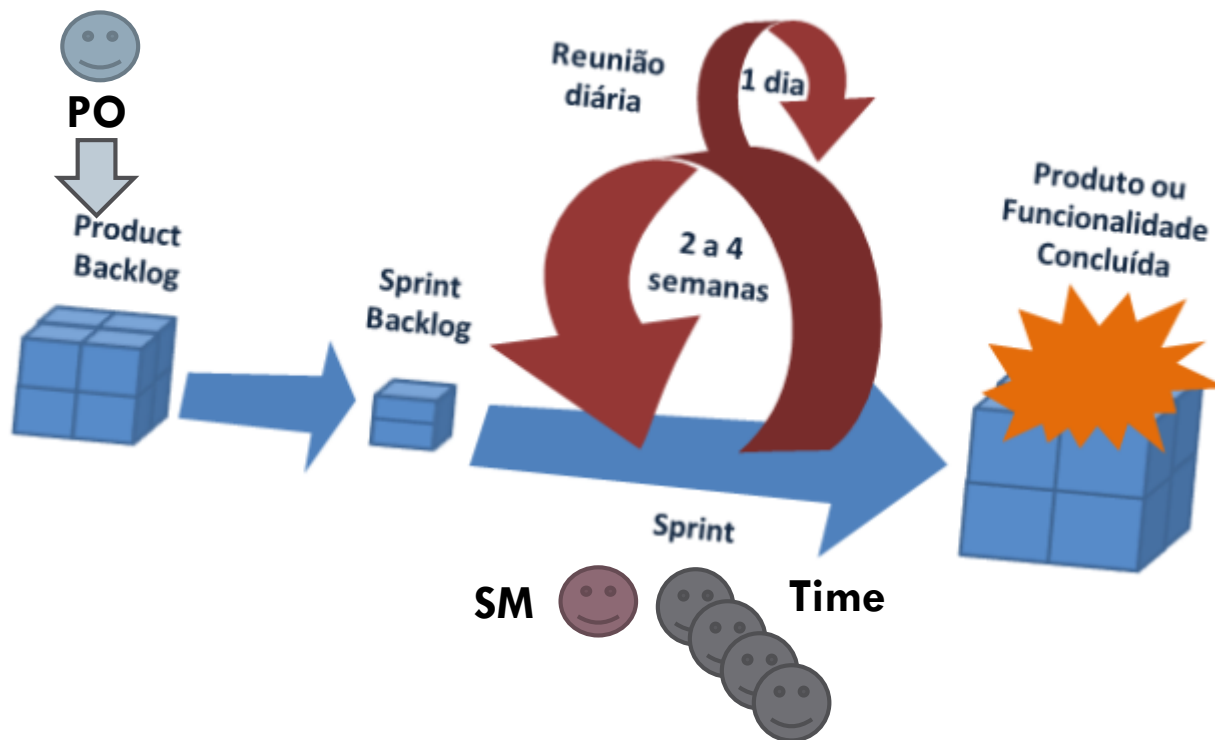 PO
Product
Backlog
Sprint
Backlog
Reunião
diária
1 dia
2 a 4
semanas
Sprint
SM
Time
Produto ou
Funcionalidade
Concluída